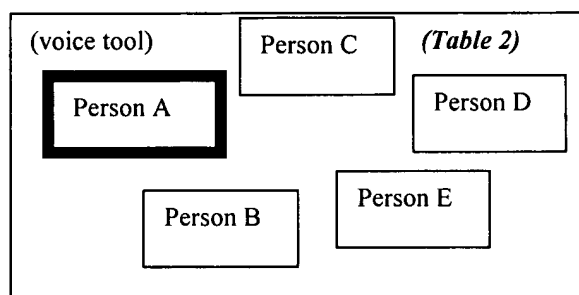 (voice tool)
Person C
(Table 2)
Person A
Person D
Person B
Person E